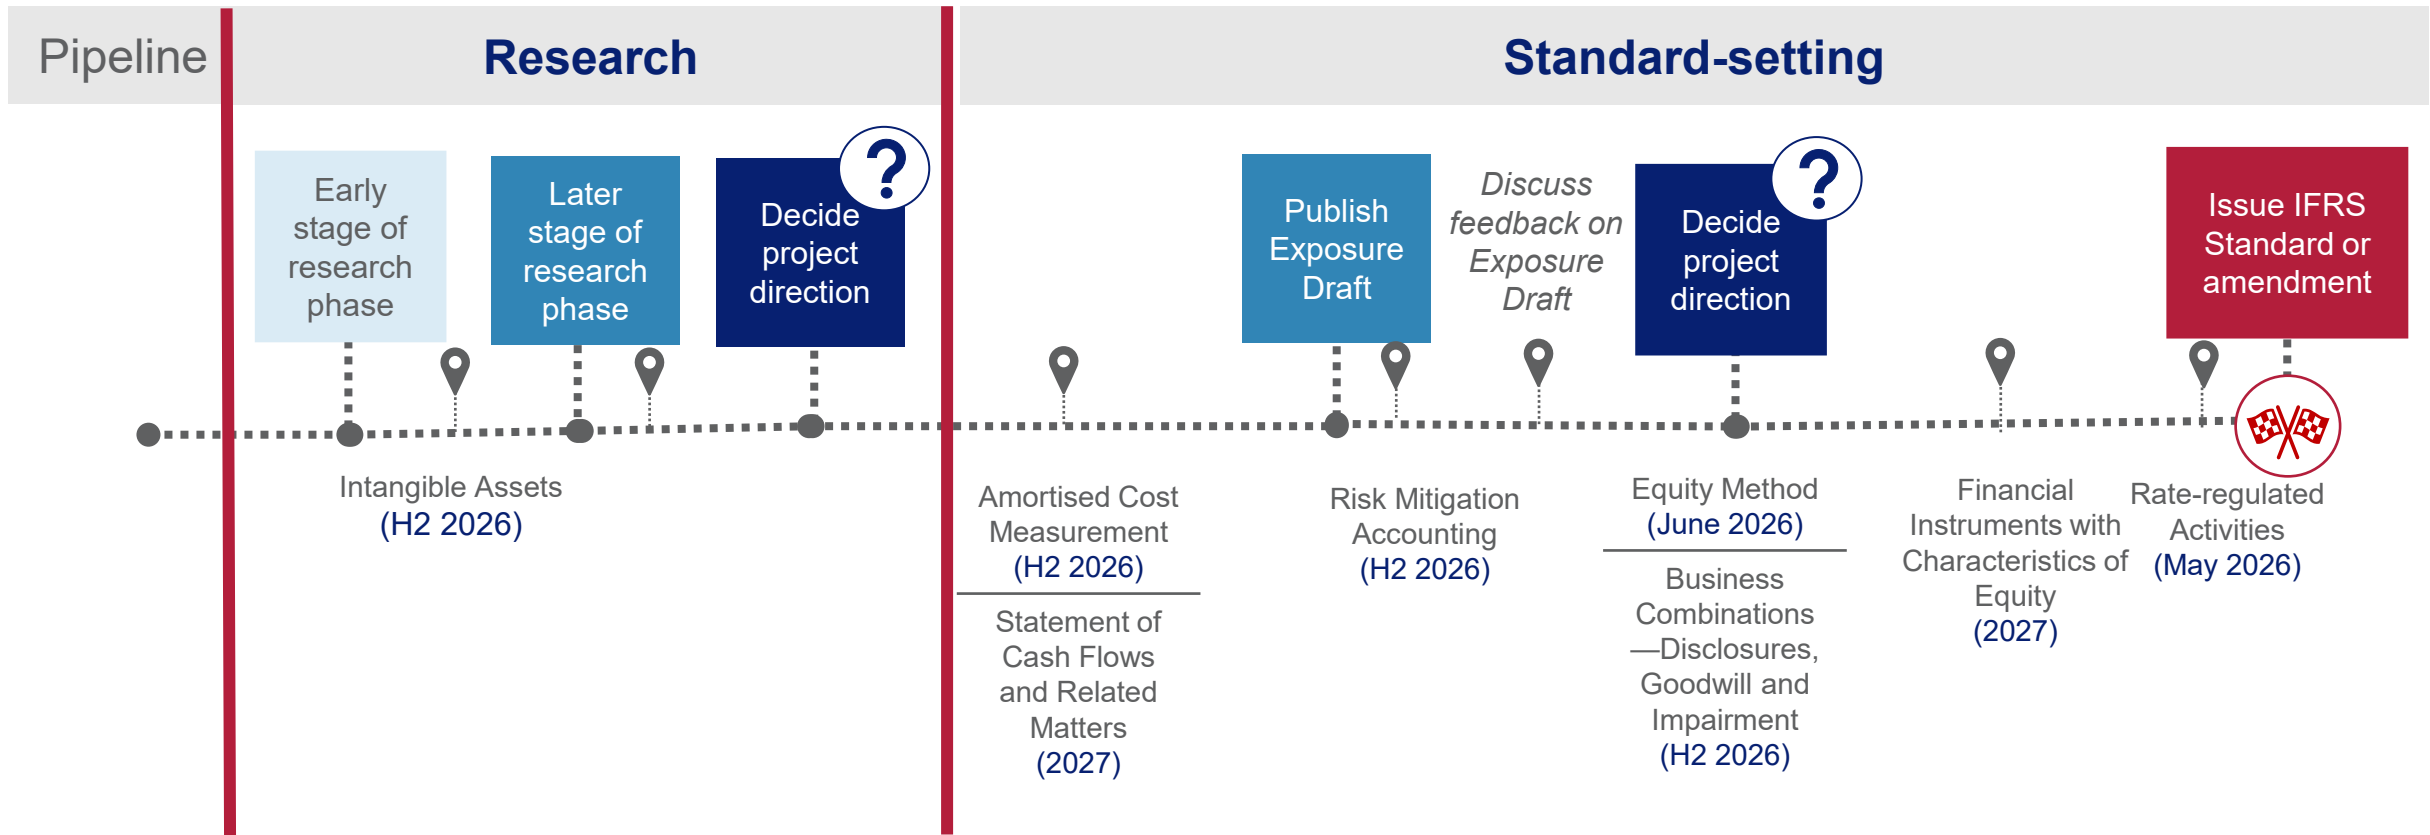 Pipeline
Research
Standard-setting
Early
stage of
research
phase
Later
stage of
research
phase
Decide
project
direction
?
Publish
Exposure
Draft
Discuss
feedback on
Exposure
Draft
Decide
project
direction
?
Issue IFRS
Standard or
amendment
Intangible Assets
(H2 2026)
Amortised Cost
Measurement
(H2 2026)
Statement of
Cash Flows
and Related
Matters
(2027)
Risk Mitigation
Accounting
(H2 2026)
Equity Method
(June 2026)
Business
Combinations
—Disclosures,
Goodwill and
Impairment
(H2 2026)
Financial
Instruments with
Characteristics of
Equity
(2027)
Rate-regulated
Activities
(May 2026)